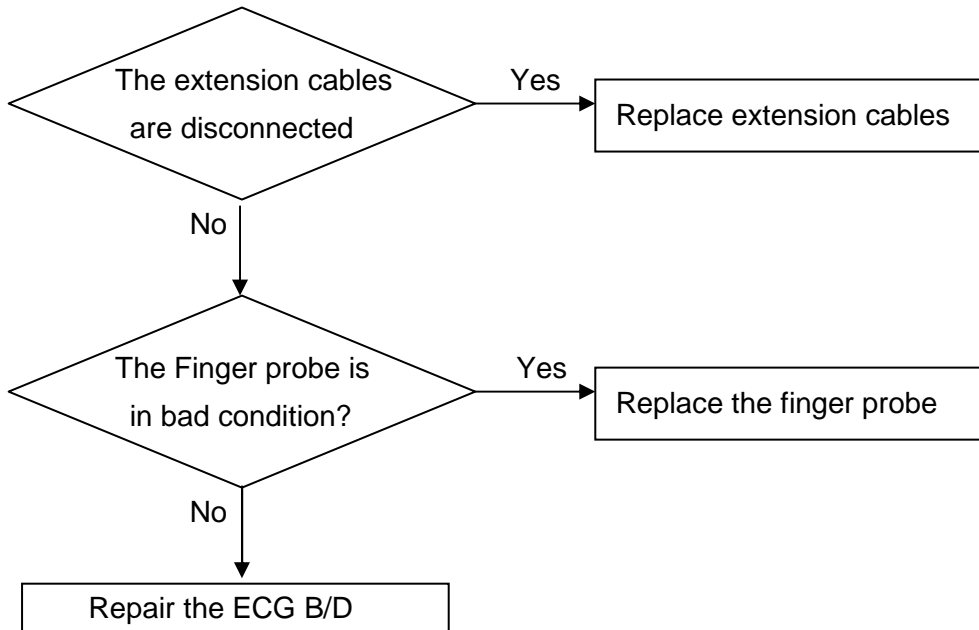 The extension cables
are disconnected
Yes
Replace extension cables
No
The Finger probe is
in bad condition?
Yes
Replace the finger probe
No
Repair the ECG B/D